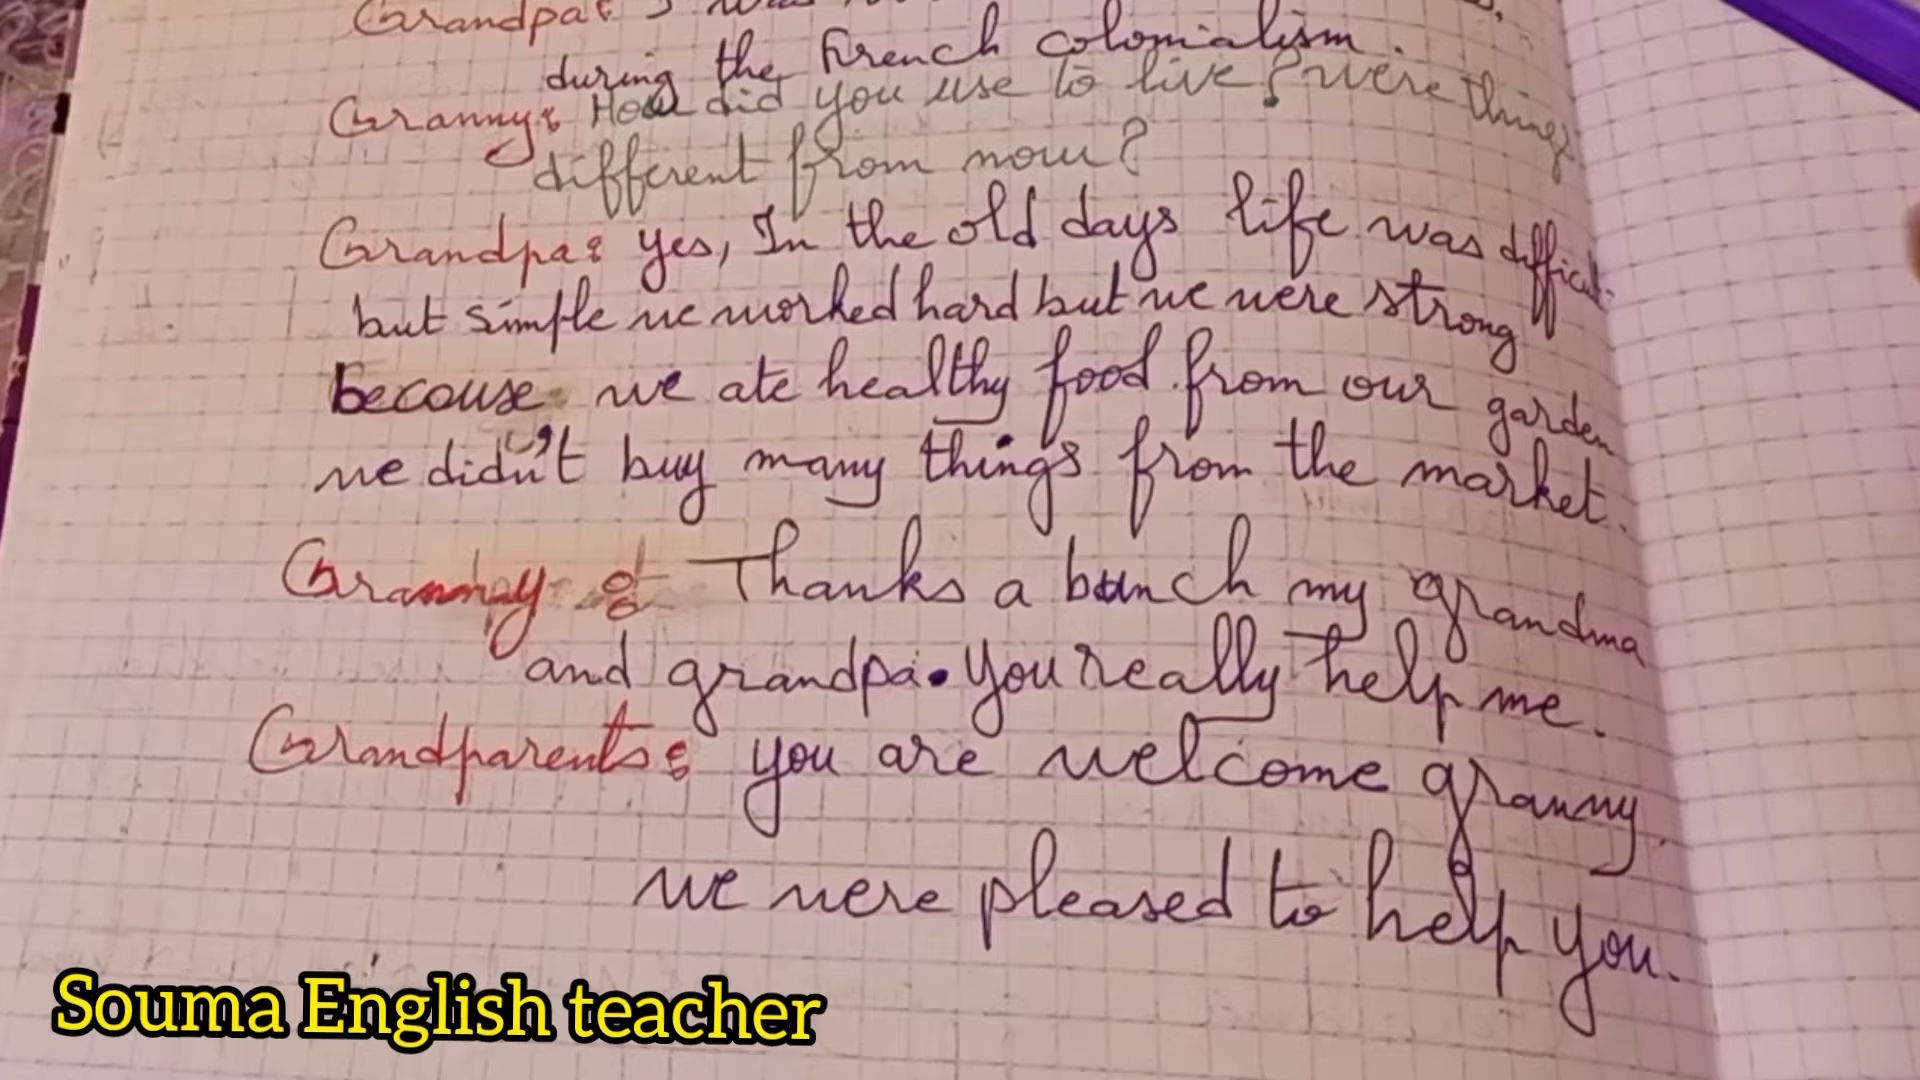 Grandpa: I was
during the French colonialism.
Granny: How did you use to live? were things
different from now?
Grandpa: yes, In the old days life was difficult
but simple we worked hard but we were strong
becouse we ate healthy food from our garden
we didn't buy many things from the market.
Granny: Thanks a bunch my grandma
and grandpa. You really help me.
Grandparents: you are welcome granny.
we were pleased to help you.
Souma English teacher